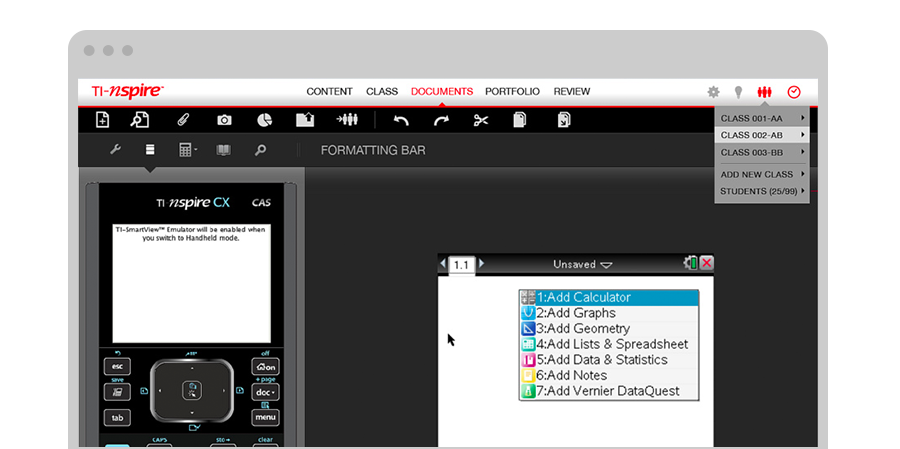 TI-nspire™
CONTENT CLASS DOCUMENTS PORTFOLIO REVIEW
CLASS 001-AA
CLASS 002-AB
CLASS 003-BB
ADD NEW CLASS
STUDENTS (25/99)
FORMATTING BAR
TI-nspire CX CAS
TI-SmartView™ Emulator will be enabled when
you switch to Handheld mode.
1.1 Unsaved
1:Add Calculator
2:Add Graphs
3:Add Geometry
4:Add Lists & Spreadsheet
5:Add Data & Statistics
6:Add Notes
7:Add Vernier DataQuest
off
esc
on
save
+ page
doc
tab
menu
CAPS
sto→
clear